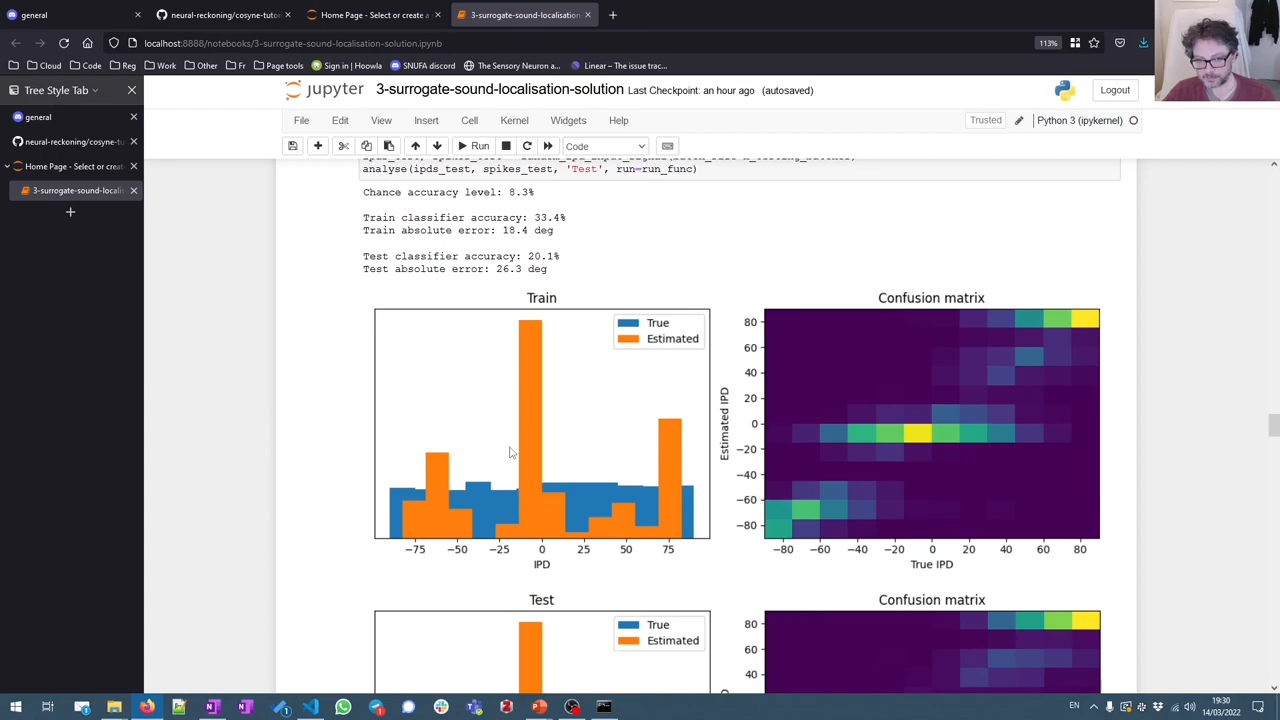 general
neural-reckoning/cosyne-tutor
Home Page - Select or create a
3-surrogate-sound-localisation
localhost:8888/notebooks/3-surrogate-sound-localisation-solution.ipynb
113%
Cloud
Code
Reg
Work
Other
Fr
Page tools
Sign in | Howla
SNUFA discord
The Sensory Neuron a...
Linear – The issue trac...
Tree Style Tab
general
neural-reckoning/cosyne-tu
Home Page - Select or creat
3-surrogate-sound-localisa
jupyter
3-surrogate-sound-localisation-solution
Last Checkpoint: an hour ago
(autosaved)
Logout
File
Edit
View
Insert
Cell
Kernel
Widgets
Help
Trusted
Python 3 (ipykernel)
Run
Code
analyse(ipds_test, spikes_test, 'Test', run=run_func)
Chance accuracy level: 8.3%
Train classifier accuracy: 33.4%
Train absolute error: 18.4 deg
Test classifier accuracy: 20.1%
Test absolute error: 26.3 deg
Train
True
Estimated
−75 −50 −25 0 25 50 75
IPD
Confusion matrix
80
60
40
20
0
−20
−40
−60
−80
Estimated IPD
−80 −60 −40 −20 0 20 40 60 80
True IPD
Test
True
Estimated
Confusion matrix
80
60
40
EN
19:30
14/03/2022